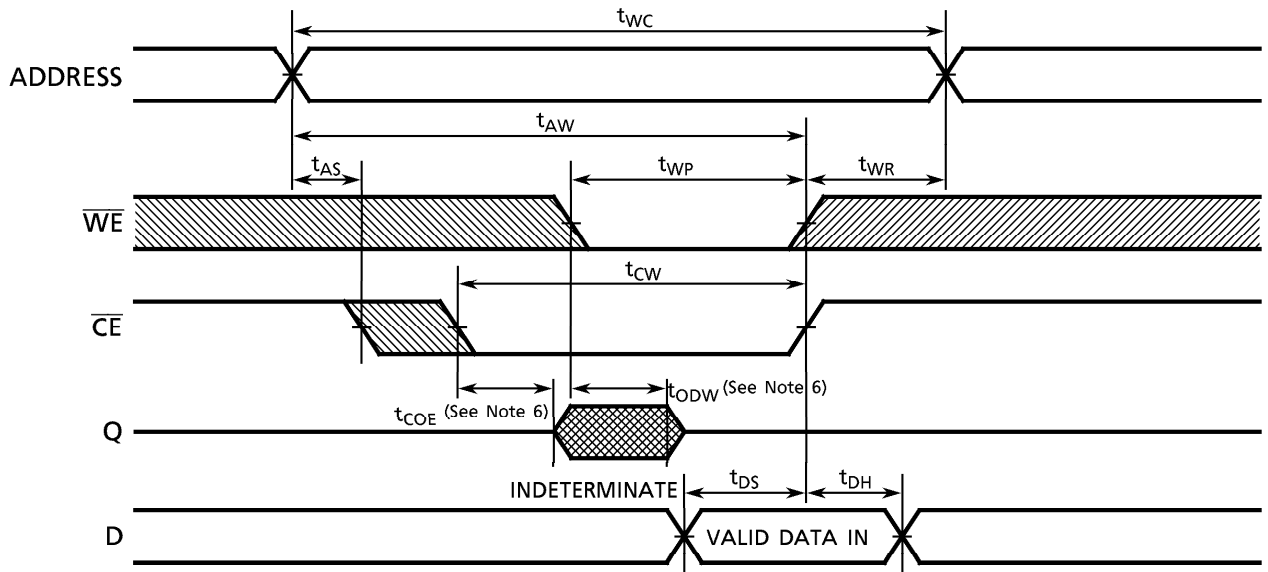 tWC
ADDRESS
tAW
tAS
tWP
tWR
WE
tCW
CE
tODW (See Note 6)
tCOE (See Note 6)
Q
INDETERMINATE
tDS
tDH
D
VALID DATA IN